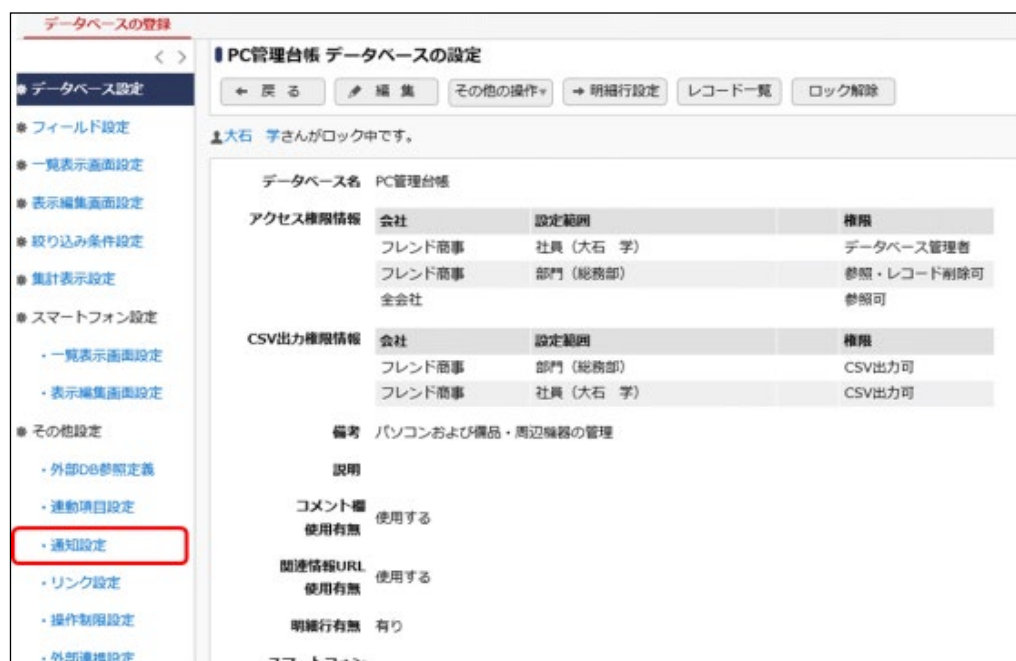 データベースの登録
< >
PC管理台帳 データベースの設定
データベース設定
← 戻 る 編 集 その他の操作▾ → 明細行設定 レコード一覧 ロック解除
フィールド設定
大石 学さんがロック中です。
一覧表示画面設定
データベース名 PC管理台帳
表示編集画面設定
アクセス権限情報 会社 設定範囲 権限
絞り込み条件設定
フレンド商事 社員（大石 学） データベース管理者
フレンド商事 部門（総務部） 参照・レコード削除可
集計表示設定
全会社 参照可
スマートフォン設定
CSV出力権限情報 会社 設定範囲 権限
・一覧表示画面設定
フレンド商事 部門（総務部） CSV出力可
・表示編集画面設定
フレンド商事 社員（大石 学） CSV出力可
その他設定
備考 パソコンおよび備品・周辺機器の管理
・外部DB参照定義
説明
・連動項目設定
コメント欄
使用有無 使用する
・通知設定
関連情報URL
使用有無 使用する
・リンク設定
・操作制限設定
明細行有無 有り
・外部連携設定
スマートフォン